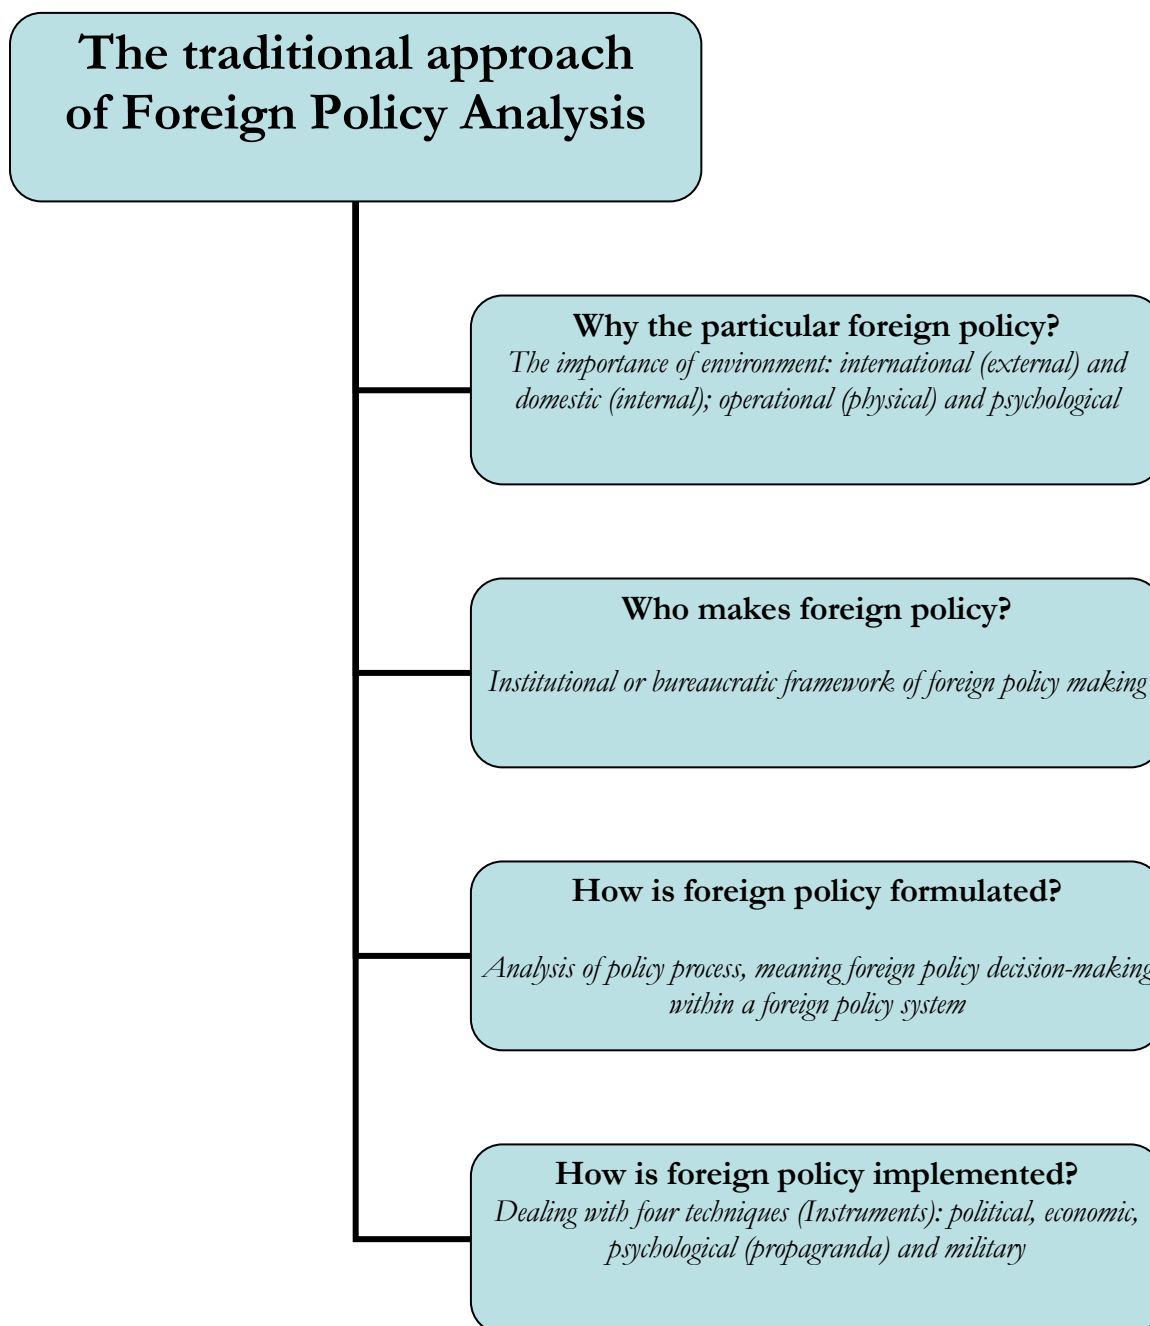 The traditional approach
of Foreign Policy Analysis
Why the particular foreign policy?
The importance of environment: international (external) and
domestic (internal); operational (physical) and psychological
Who makes foreign policy?
Institutional or bureaucratic framework of foreign policy making
How is foreign policy formulated?
Analysis of policy process, meaning foreign policy decision-making
within a foreign policy system
How is foreign policy implemented?
Dealing with four techniques (Instruments): political, economic,
psychological (propagranda) and military